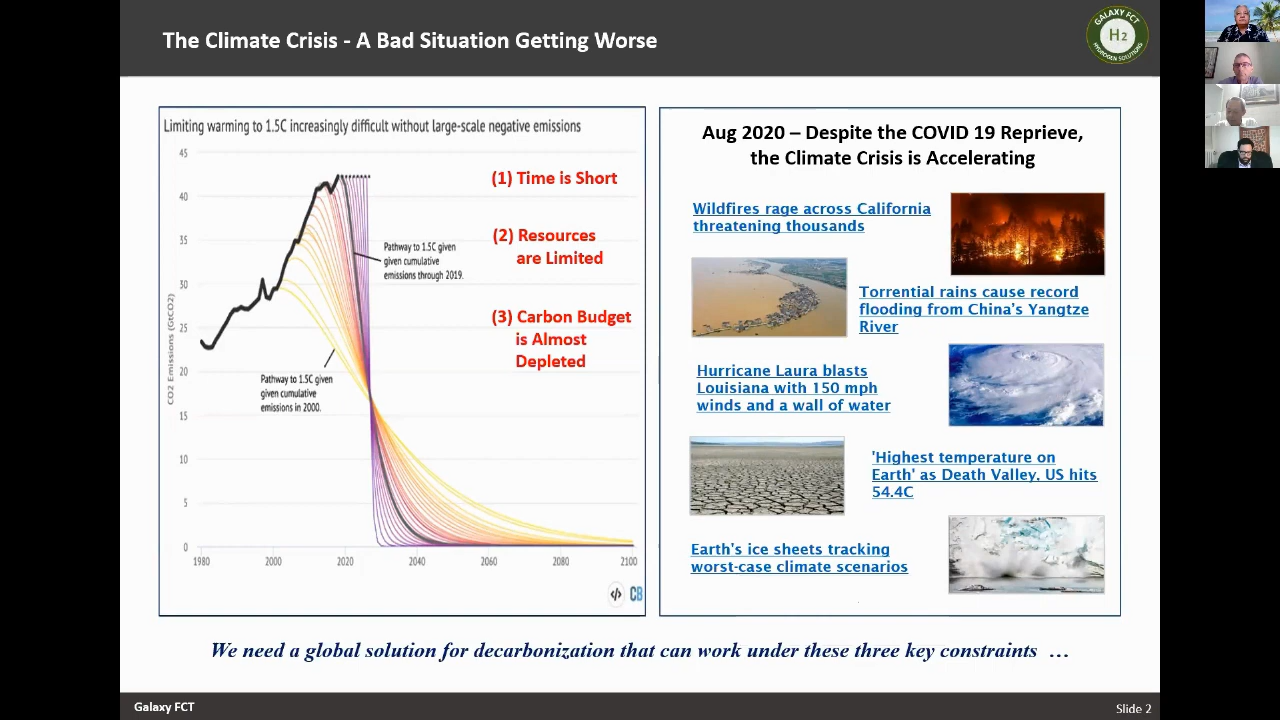 The Climate Crisis - A Bad Situation Getting Worse
GALAXY FCT
H2
HYDROGEN SOLUTIONS
Limiting warming to 1.5C increasingly difficult without large-scale negative emissions
45
40
35
30
25
20
15
10
5
0
CO2 Emissions (GtCO2)
1980
2000
2020
2040
2060
2080
2100
Pathway to 1.5C given
given cumulative
emissions through 2019.
Pathway to 1.5C given
given cumulative
emissions in 2000.
(1) Time is Short
(2) Resources
are Limited
(3) Carbon Budget
is Almost
Depleted
</> CB
Aug 2020 – Despite the COVID 19 Reprieve,
the Climate Crisis is Accelerating
Wildfires rage across California
threatening thousands
Torrential rains cause record
flooding from China's Yangtze
River
Hurricane Laura blasts
Louisiana with 150 mph
winds and a wall of water
'Highest temperature on
Earth' as Death Valley, US hits
54.4C
Earth's ice sheets tracking
worst-case climate scenarios
We need a global solution for decarbonization that can work under these three key constraints …
Galaxy FCT
Slide 2